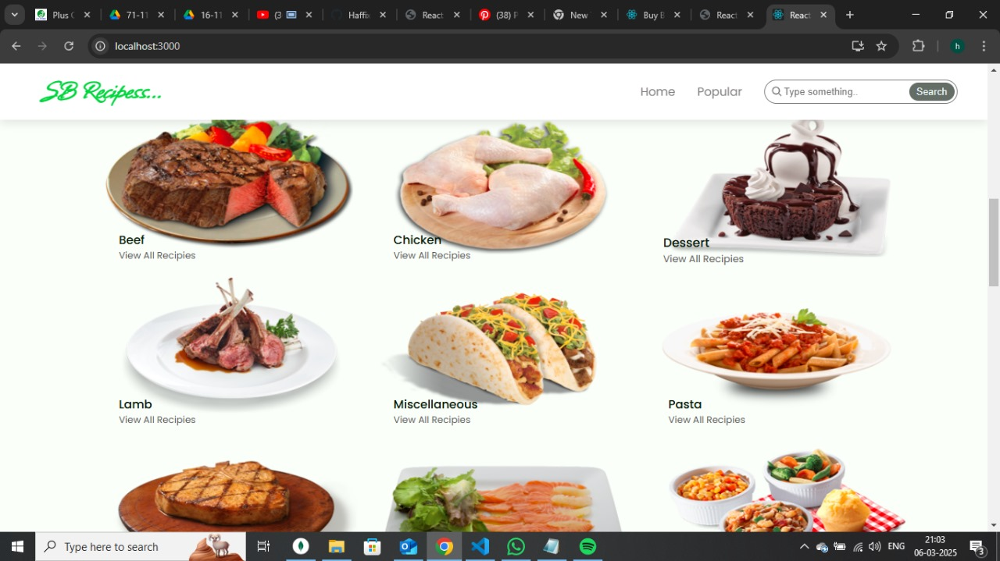 Plus C
71-11
16-11
(3
Haffix
React
(38) P
New T
Buy B
React
React
localhost:3000
h
SB Recipess...
Home
Popular
Type something..
Search
Beef
View All Recipies
Chicken
View All Recipies
Dessert
View All Recipies
Lamb
View All Recipies
Miscellaneous
View All Recipies
Pasta
View All Recipies
Type here to search
ENG
21:03
06-03-2025
3